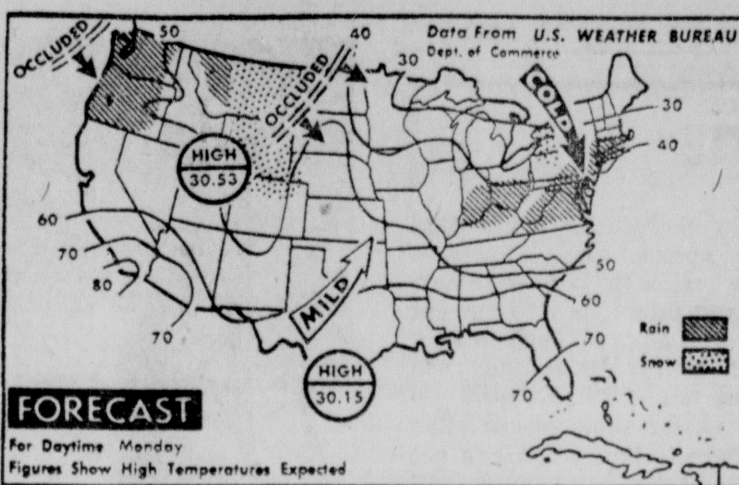 50
40
Data From U.S. WEATHER BUREAU
Dept. of Commerce
OCCLUDED
OCCLUDED
30
COLD
30
40
HIGH
30.53
60
70
80
70
MILD
50
60
70
70
HIGH
30.15
Rain
Snow
FORECAST
For Daytime Monday
Figures Show High Temperatures Expected